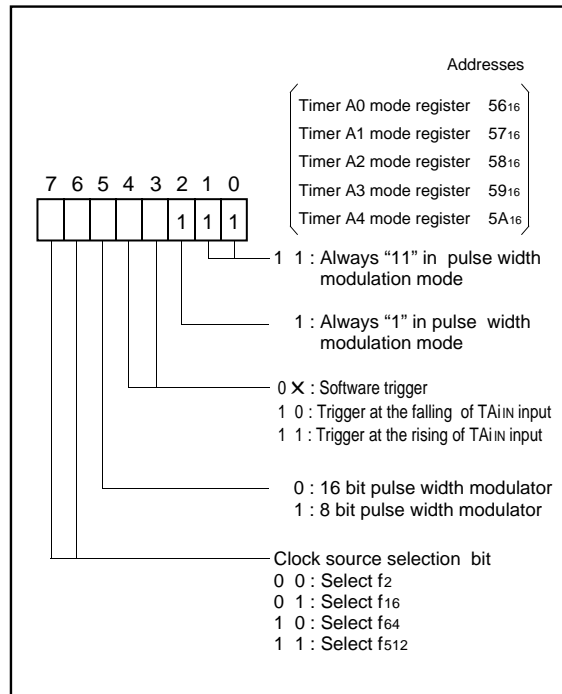 Addresses
Timer A0 mode register 5616
Timer A1 mode register 5716
Timer A2 mode register 5816
Timer A3 mode register 5916
Timer A4 mode register 5A16
7 6 5 4 3 2 1 0
1 1 1
1 1 : Always “11” in pulse width
modulation mode
1 : Always “1” in pulse width
modulation mode
0 × : Software trigger
1 0 : Trigger at the falling of TAiIN input
1 1 : Trigger at the rising of TAiIN input
0 : 16 bit pulse width modulator
1 : 8 bit pulse width modulator
Clock source selection bit
0 0 : Select f2
0 1 : Select f16
1 0 : Select f64
1 1 : Select f512